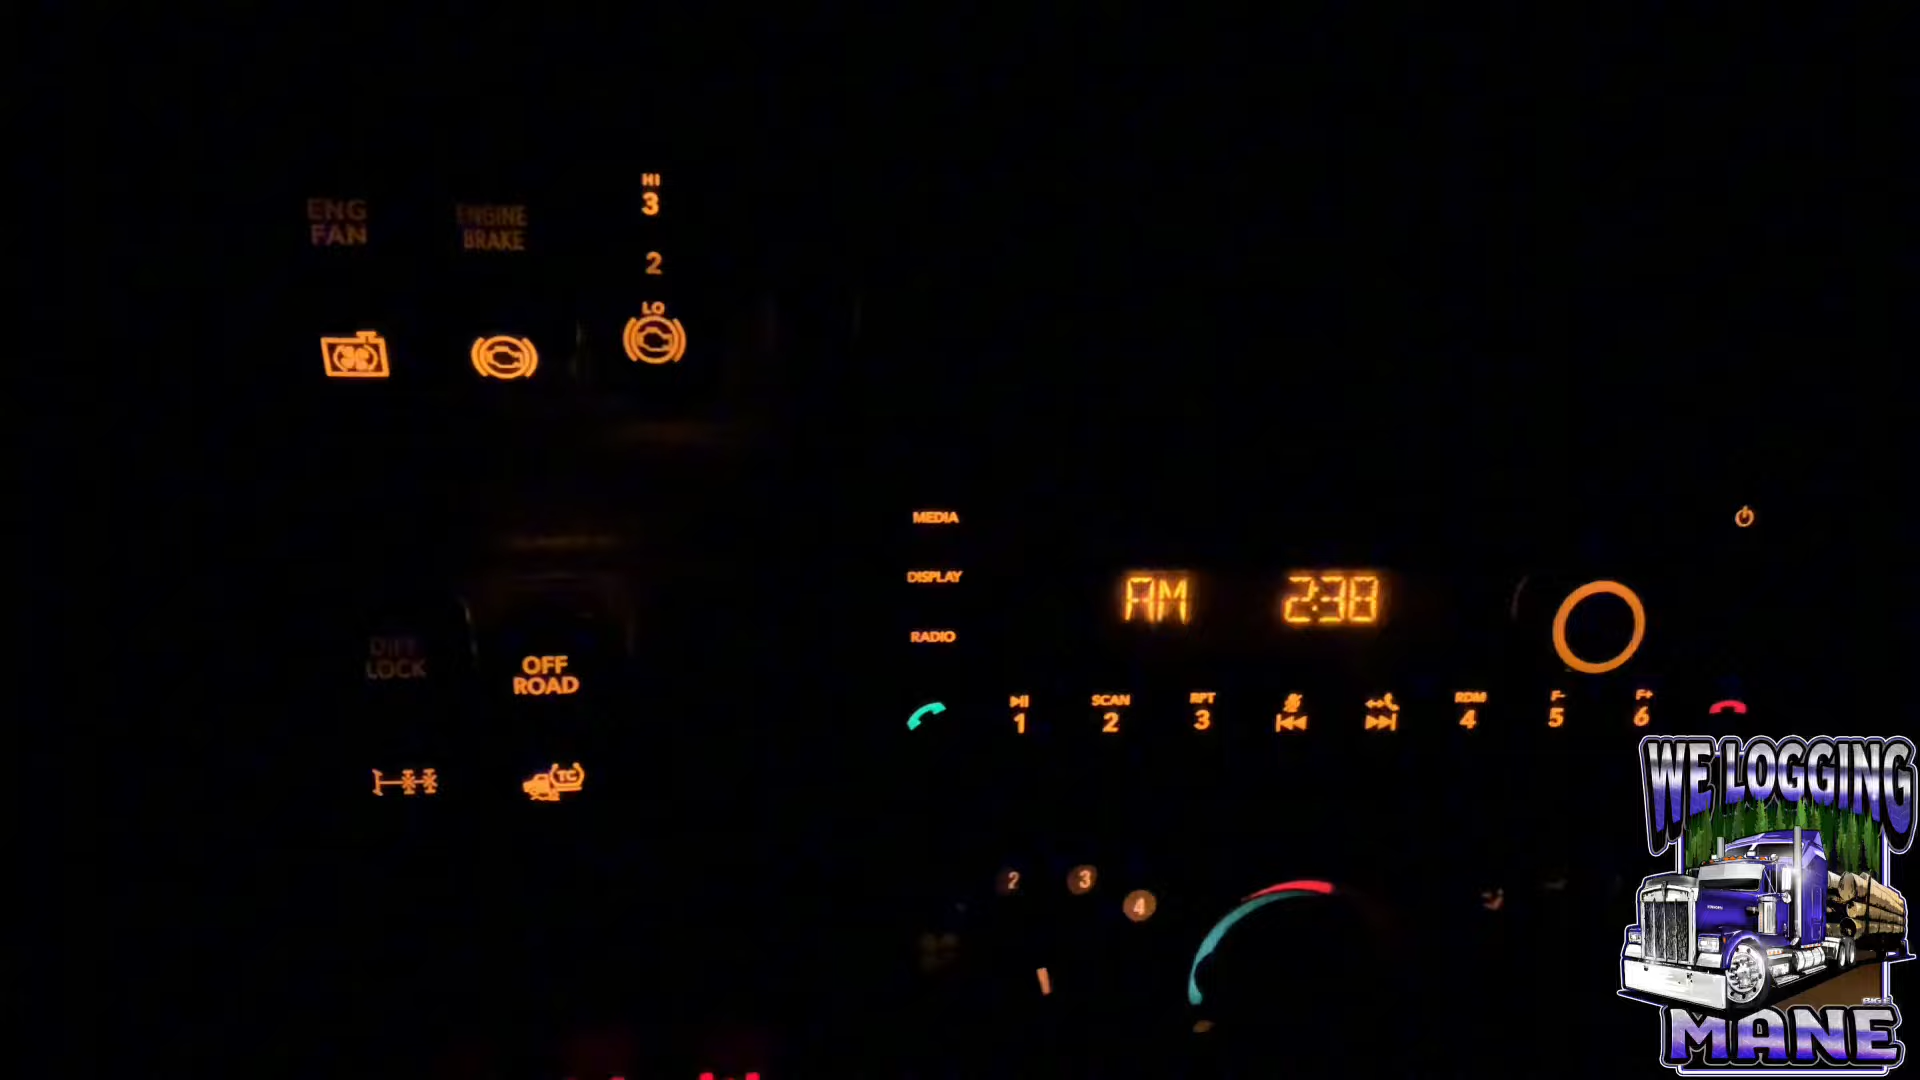 HI
3
ENG
FAN
ENGINE
BRAKE
2
LO
MEDIA
DISPLAY
AM 2:38
RADIO
DIFF
LOCK
OFF
ROAD
TC
1
SCAN
2
RPT
3
RDM
4
F-
5
F+
6
2
3
4
WE LOGGING
BIG E
MANE